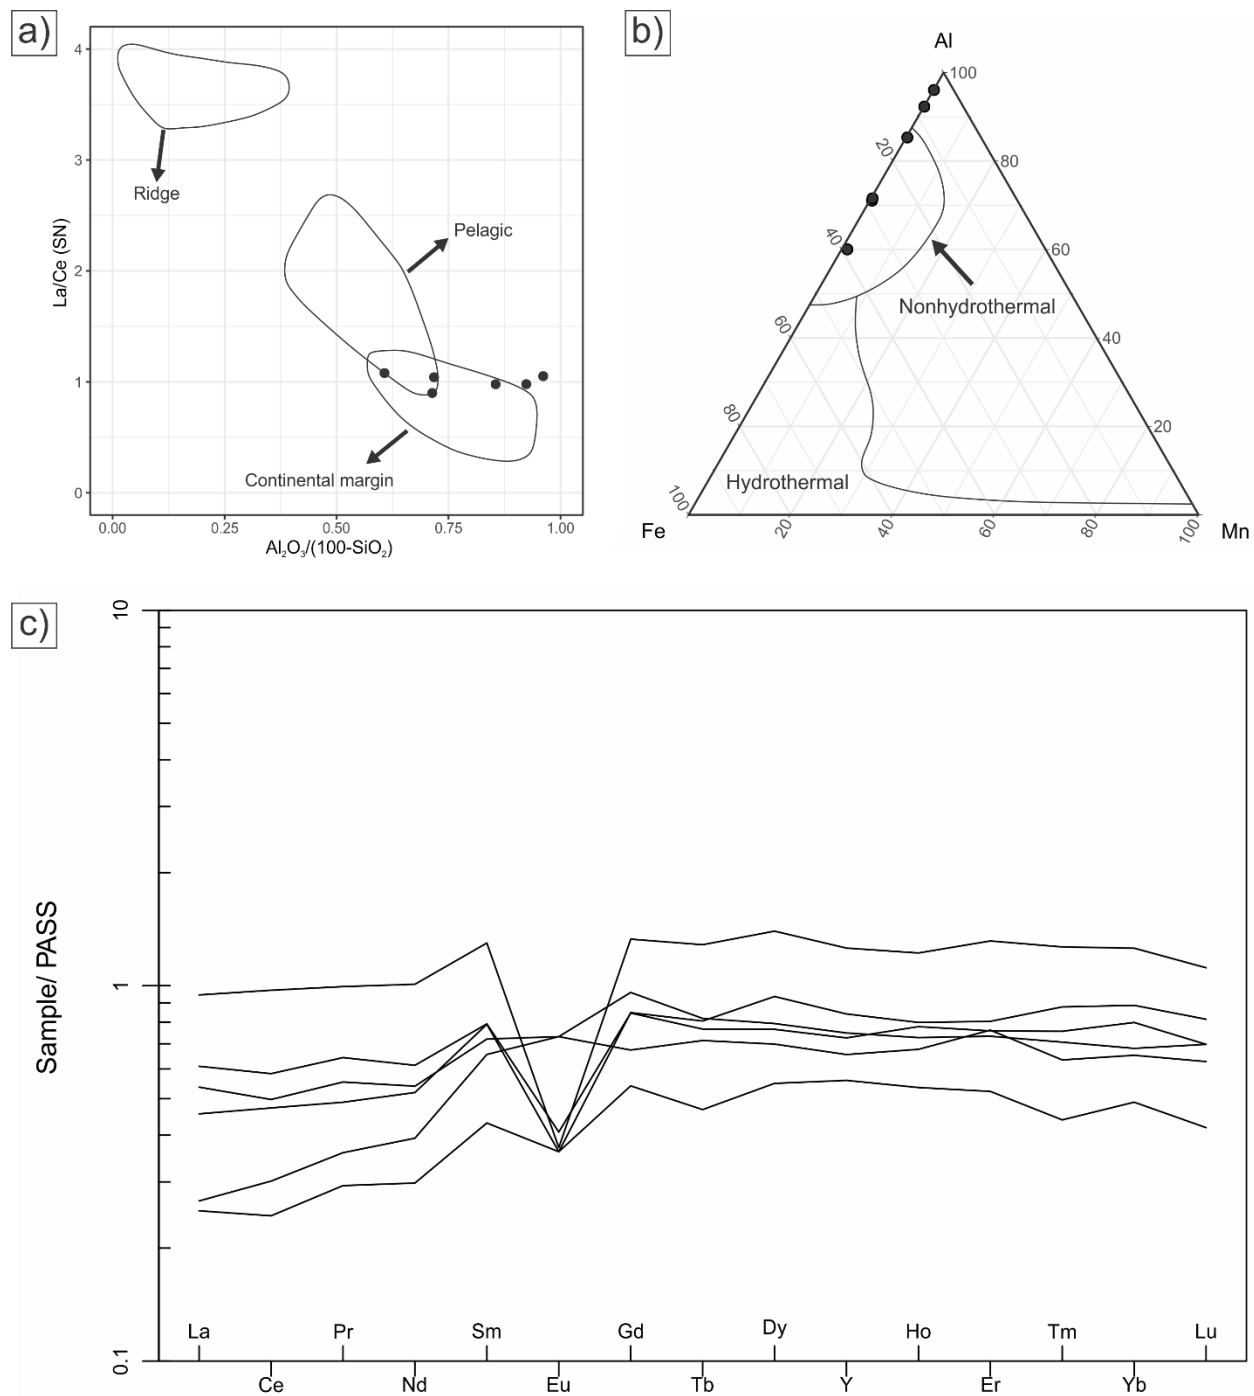 a)
4
3
2
1
0
La/Ce (SN)
Ridge
Pelagic
Continental margin
0.00 0.25 0.50 0.75 1.00
Al₂O₃/(100-SiO₂)
b)
Al
100
80
60
40
20
20
40
60
80
100
Nonhydrothermal
Hydrothermal
Fe
Mn
20 40 60 80 100
c)
10
1
0.1
Sample/ PASS
La Pr Sm Gd Dy Ho Tm Lu
Ce Nd Eu Tb Y Er Yb